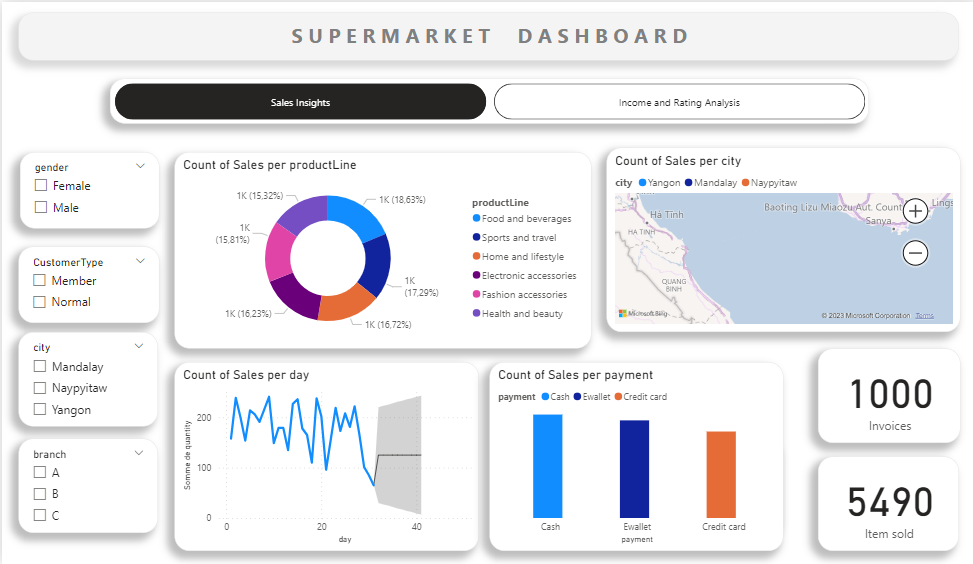 SUPERMARKET DASHBOARD
Sales Insights
Income and Rating Analysis
gender
Female
Male
CustomerType
Member
Normal
city
Mandalay
Naypyitaw
Yangon
branch
A
B
C
Count of Sales per productLine
1K (15,32%)
1K (18,63%)
1K
(15,81%)
1K
(17,29%)
1K (16,23%)
1K (16,72%)
productLine
Food and beverages
Sports and travel
Home and lifestyle
Electronic accessories
Fashion accessories
Health and beauty
Count of Sales per city
city Yangon Mandalay Naypyitaw
Hà Tĩnh
HA TINH
QUANG
BINH
Baoting Lizu Miaozu Aut. Count
Lings
Sanya
Microsoft Bing
© 2023 Microsoft Corporation Terms
Count of Sales per day
Somme de quantity
200
100
0
0 20 40
day
Count of Sales per payment
payment Cash Ewallet Credit card
Cash Ewallet Credit card
payment
1000
Invoices
5490
Item sold